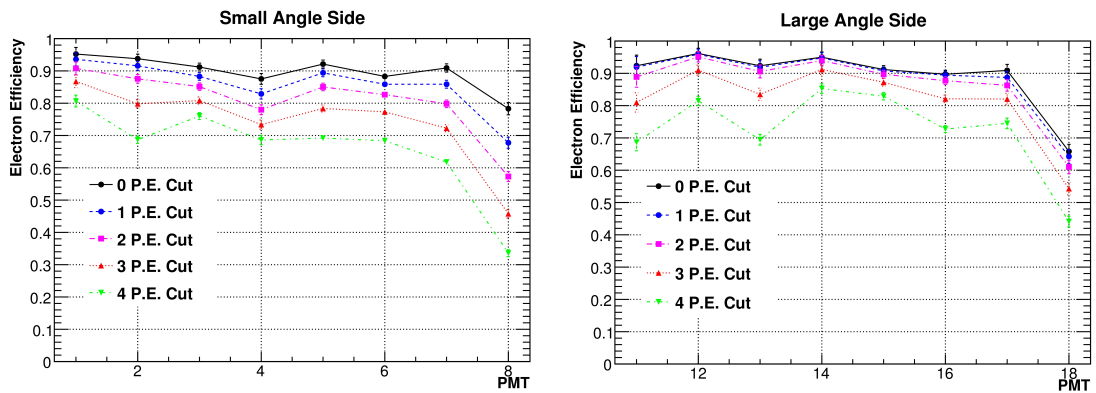 Small Angle Side
Electron Efficiency
1
0.9
0.8
0.7
0.6
0.5
0.4
0.3
0.2
0.1
0
0 P.E. Cut
1 P.E. Cut
2 P.E. Cut
3 P.E. Cut
4 P.E. Cut
2
4
6
8
PMT
Large Angle Side
Electron Efficiency
1
0.9
0.8
0.7
0.6
0.5
0.4
0.3
0.2
0.1
0
0 P.E. Cut
1 P.E. Cut
2 P.E. Cut
3 P.E. Cut
4 P.E. Cut
12
14
16
18
PMT